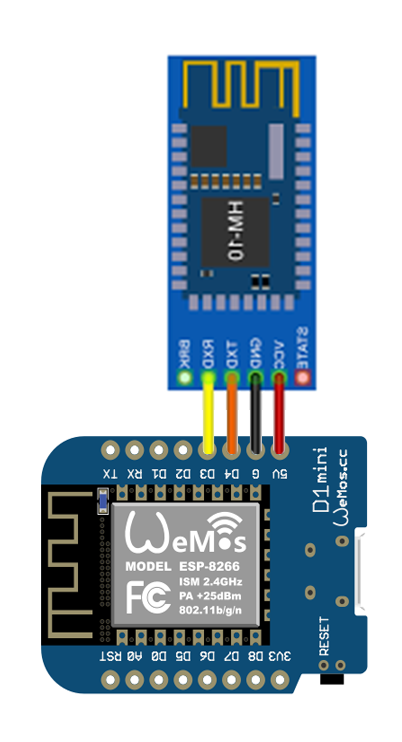 HM-10
BRK RXD TXD GND VCC STATE
TX RX D1 D2 D3 D4 G 5V
D1 mini
WeMos.cc
WeMos
MODEL ESP-8266
ISM 2.4GHz
PA +25dBm
802.11b/g/n
FC
RESET
RST A0 D0 D5 D6 D7 D8 3V3